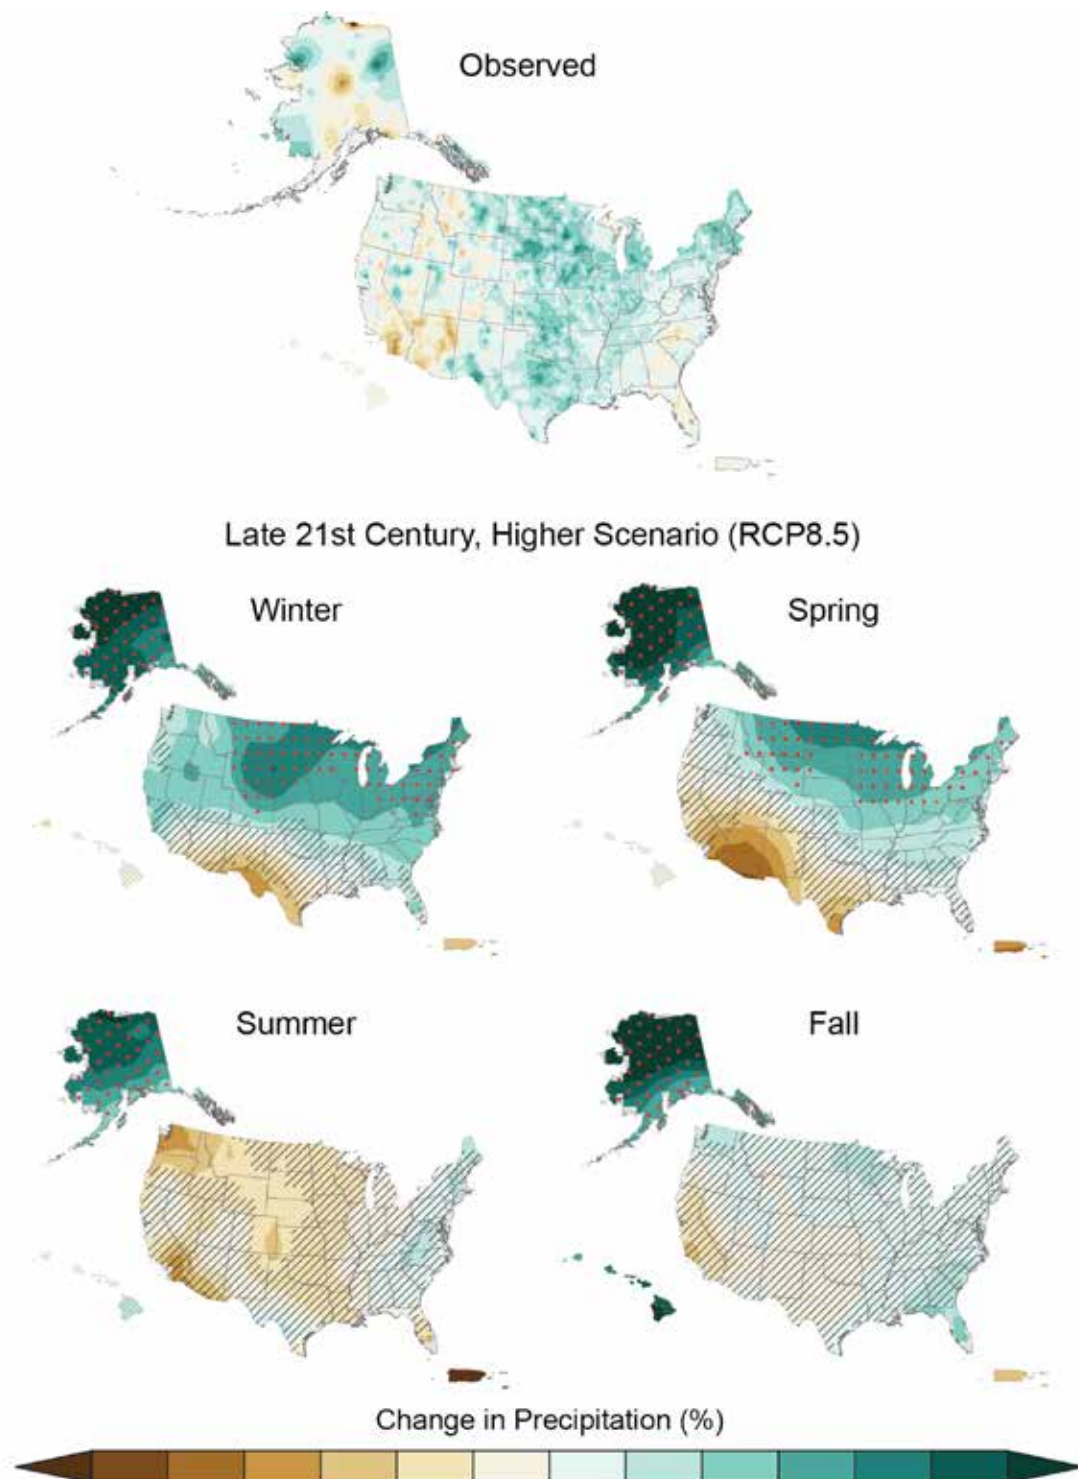 Observed
Late 21st Century, Higher Scenario (RCP8.5)
Winter
Spring
Summer
Fall
Change in Precipitation (%)